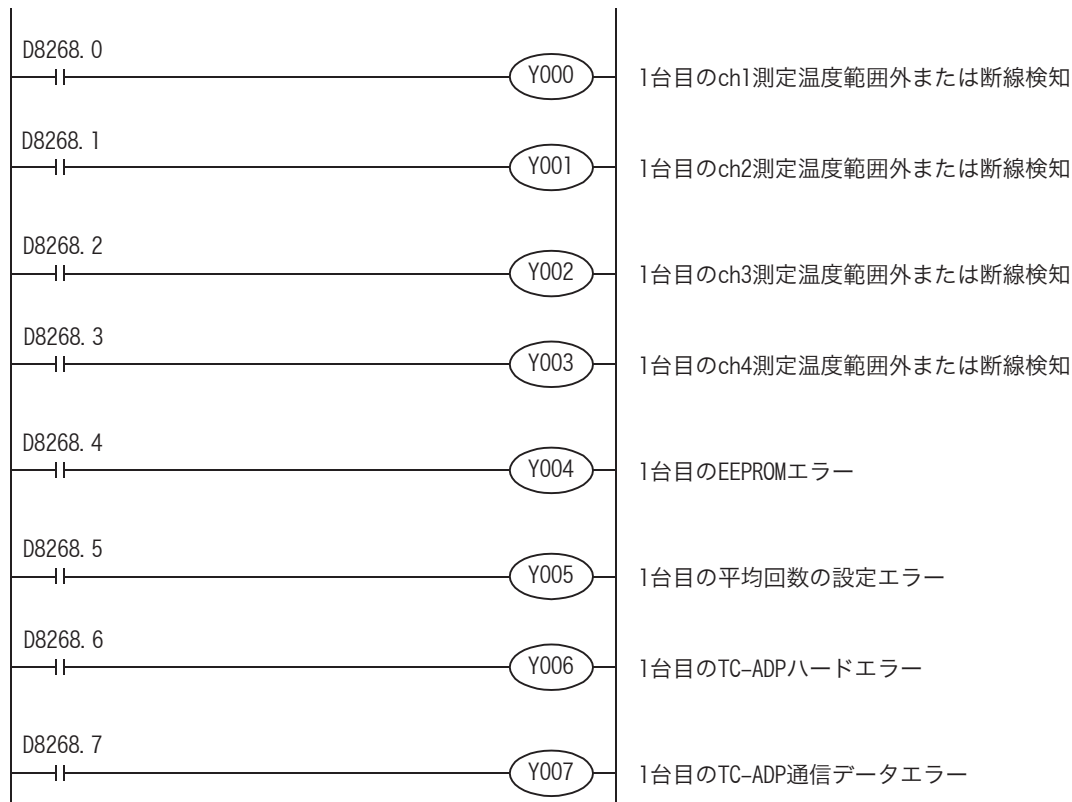 D8268.0
Y000 1台目のch1測定温度範囲外または断線検知
D8268.1
Y001 1台目のch2測定温度範囲外または断線検知
D8268.2
Y002 1台目のch3測定温度範囲外または断線検知
D8268.3
Y003 1台目のch4測定温度範囲外または断線検知
D8268.4
Y004 1台目のEEPROMエラー
D8268.5
Y005 1台目の平均回数の設定エラー
D8268.6
Y006 1台目のTC-ADPハードエラー
D8268.7
Y007 1台目のTC-ADP通信データエラー